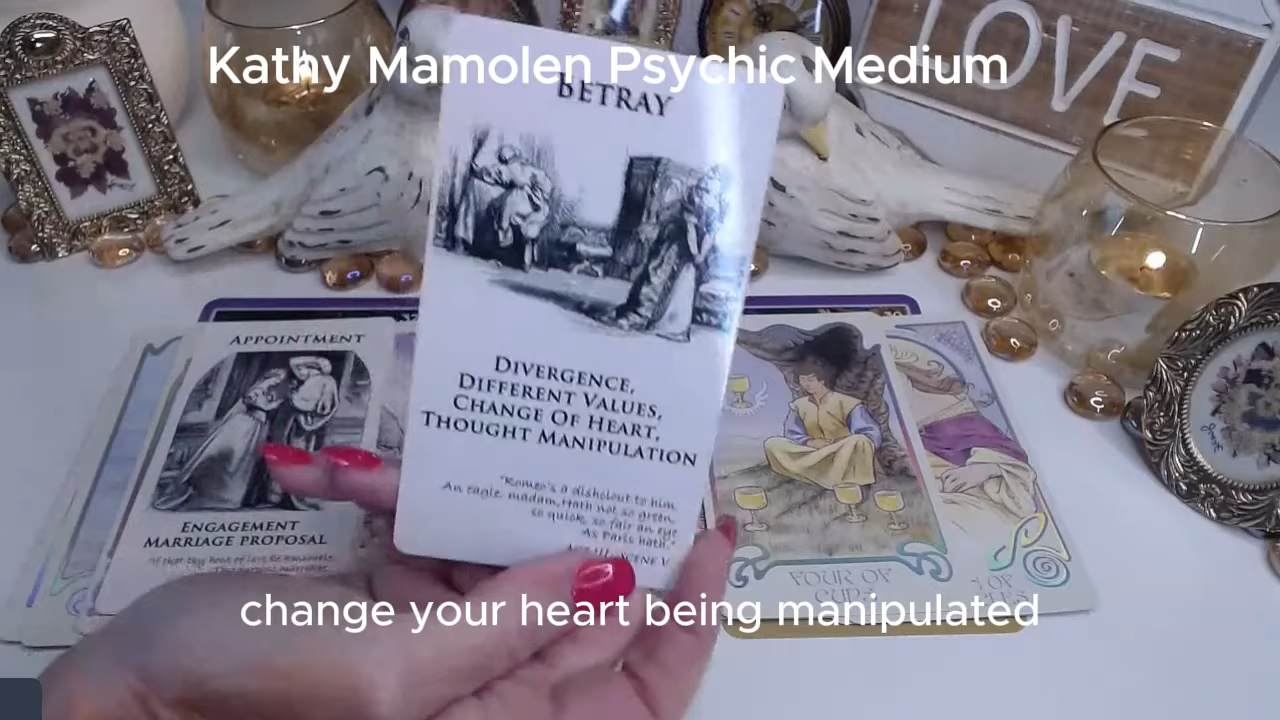 Kathy Mamolen Psychic Medium
LOVE
BETRAY
DIVERGENCE,
DIFFERENT VALUES,
CHANGE OF HEART,
THOUGHT MANIPULATION
"Romeo's a dishclout to him
An eagle, madam, Hath not so green,
so quick, so fair an eye
As Paris hath."
SCENE V
APPOINTMENT
ENGAGEMENT
MARRIAGE PROPOSAL
FOUR OF
CUPS
change your heart being manipulated